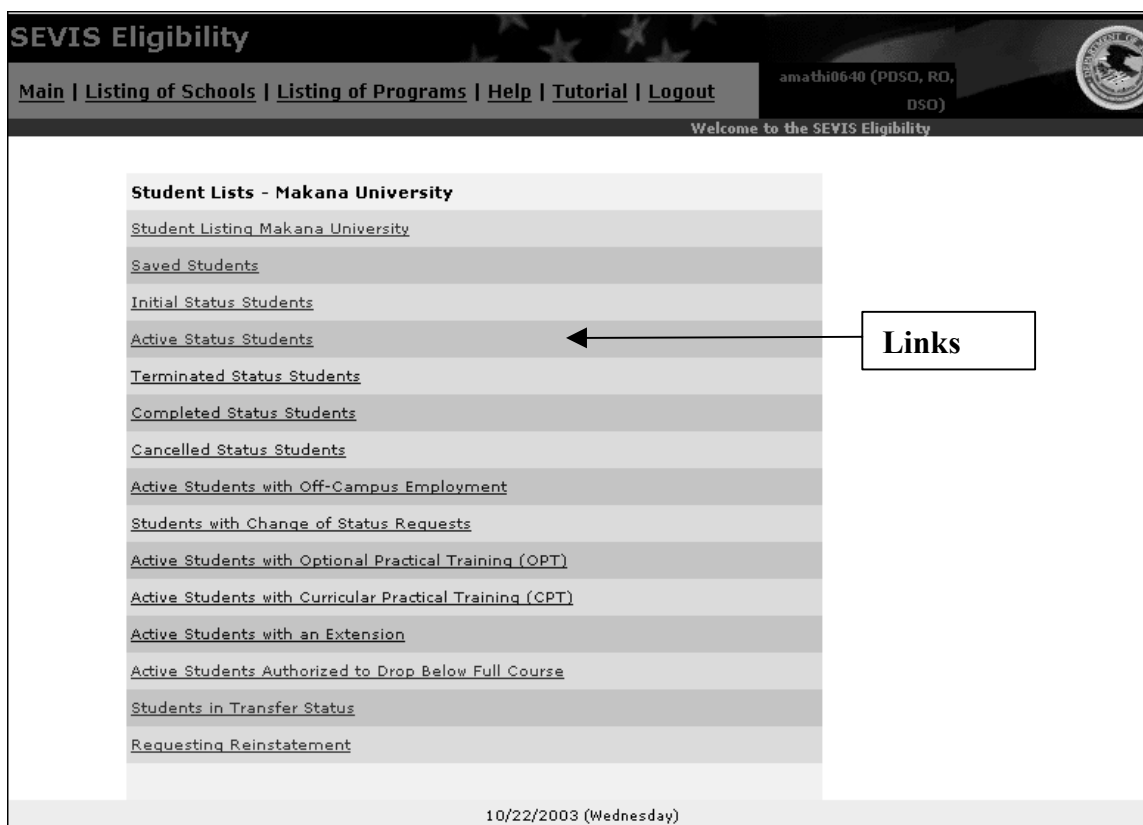 SEVIS Eligibility
Main | Listing of Schools | Listing of Programs | Help | Tutorial | Logout
amathi0640 (PDSO, RO,
DSO)
Welcome to the SEVIS Eligibility
Student Lists - Makana University
Student Listing Makana University
Saved Students
Initial Status Students
Active Status Students
Links
Terminated Status Students
Completed Status Students
Cancelled Status Students
Active Students with Off-Campus Employment
Students with Change of Status Requests
Active Students with Optional Practical Training (OPT)
Active Students with Curricular Practical Training (CPT)
Active Students with an Extension
Active Students Authorized to Drop Below Full Course
Students in Transfer Status
Requesting Reinstatement
10/22/2003 (Wednesday)